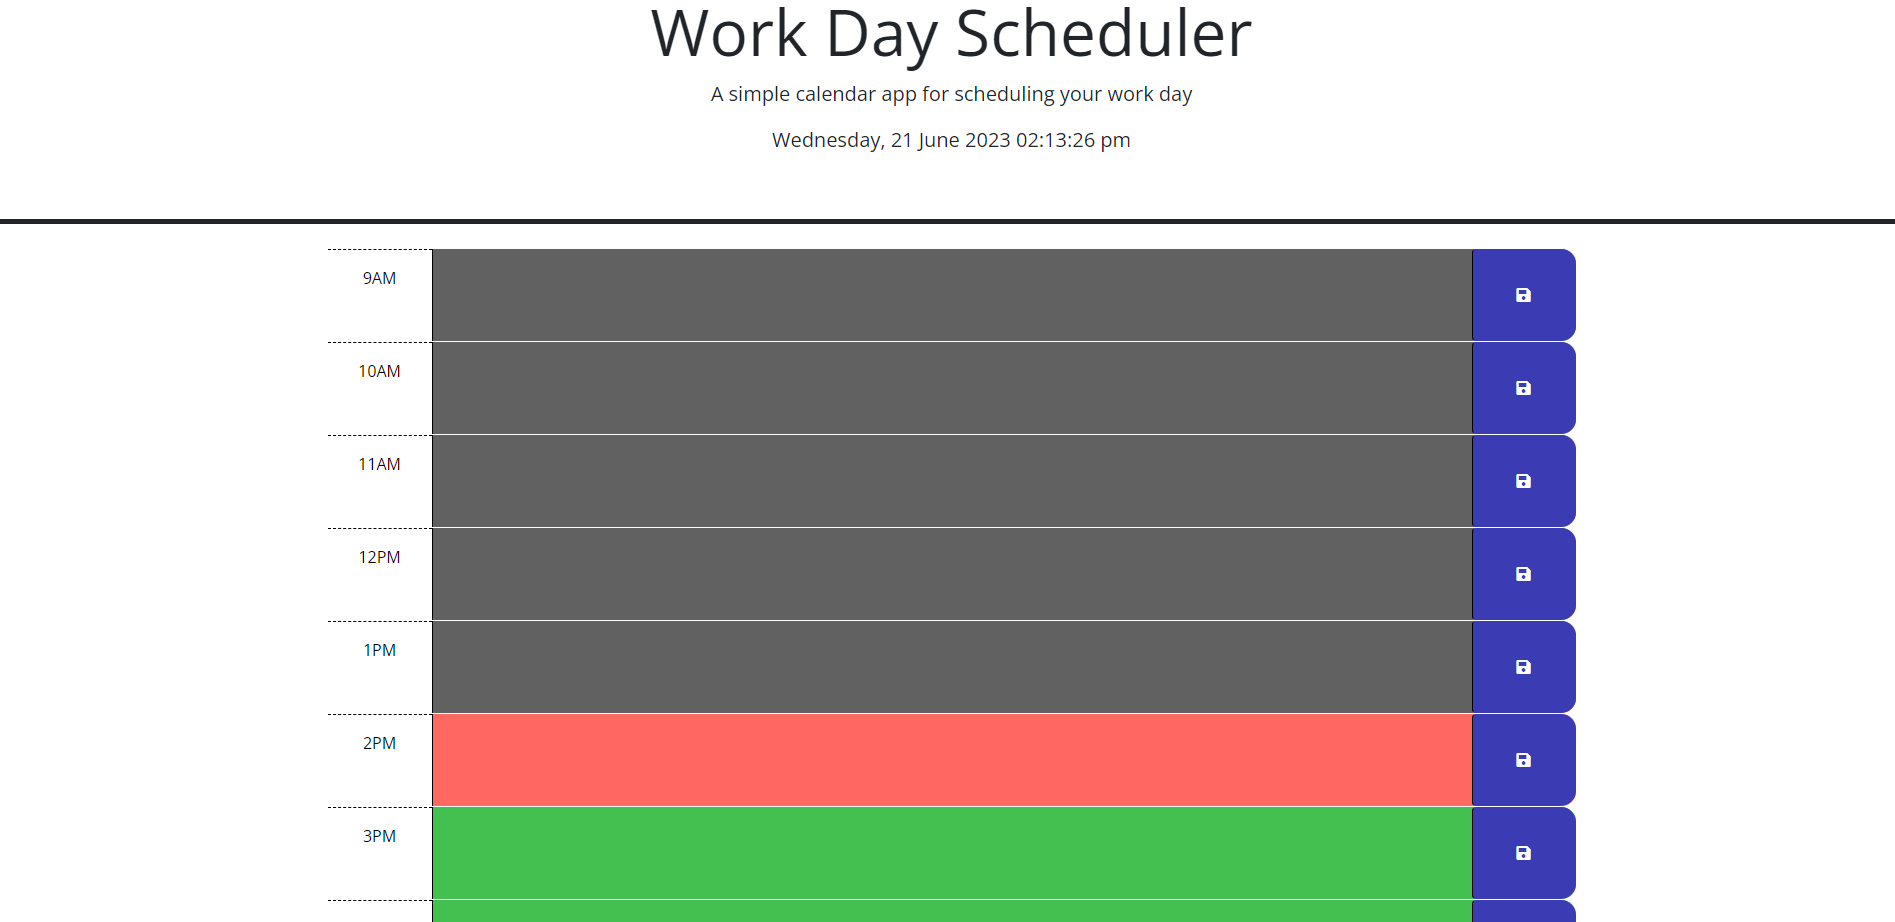 Work Day Scheduler
A simple calendar app for scheduling your work day
Wednesday, 21 June 2023 02:13:26 pm
9AM
10AM
11AM
12PM
1PM
2PM
3PM